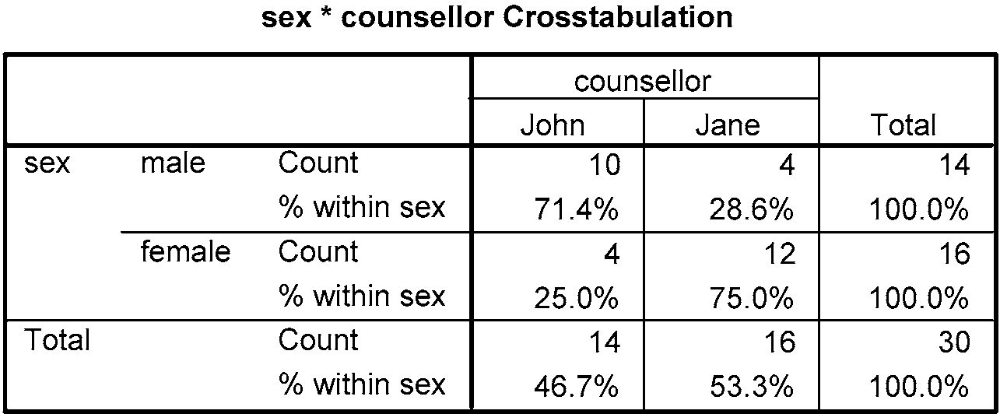 sex * counsellor Crosstabulation
counsellor
John Jane Total
sex male Count 10 4 14
% within sex 71.4% 28.6% 100.0%
female Count 4 12 16
% within sex 25.0% 75.0% 100.0%
Total Count 14 16 30
% within sex 46.7% 53.3% 100.0%